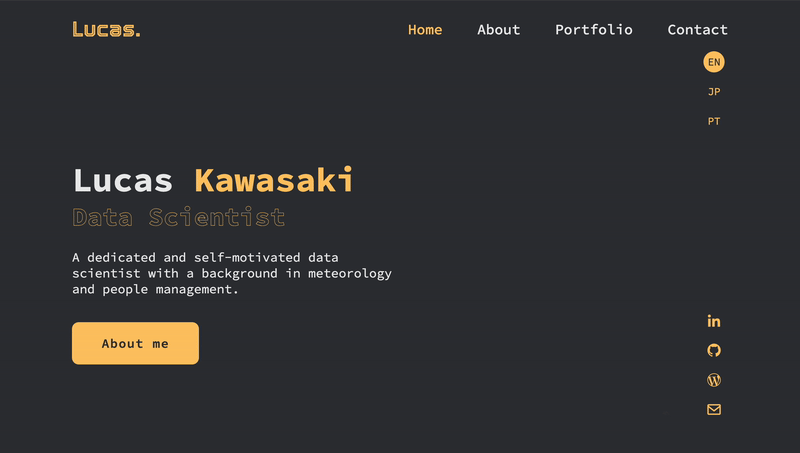 Lucas.
Home About Portfolio Contact
EN
JP
PT
Lucas Kawasaki
Data Scientist
A dedicated and self-motivated data
scientist with a background in meteorology
and people management.
About me